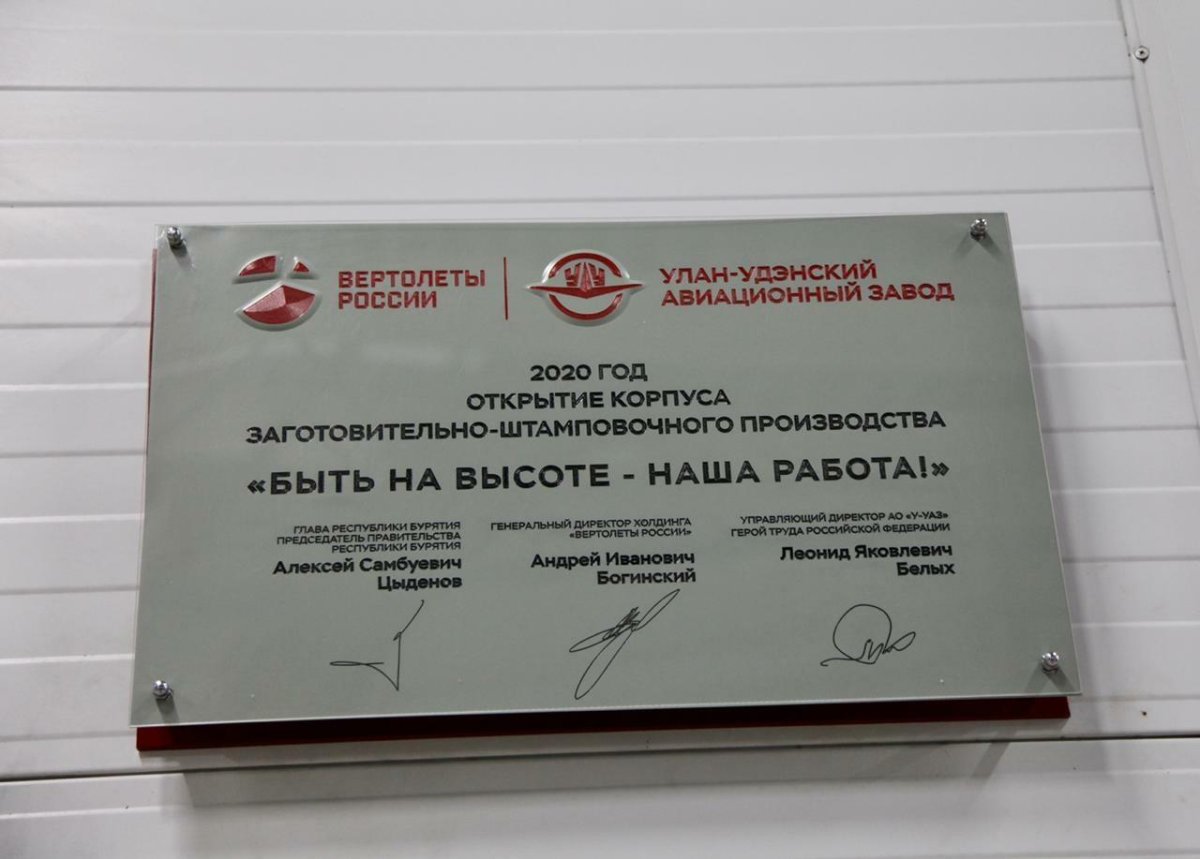 ВЕРТОЛЕТЫ
РОССИИ
УЛАН-УДЭНСКИЙ
АВИАЦИОННЫЙ ЗАВОД
2020 ГОД
ОТКРЫТИЕ КОРПУСА
ЗАГОТОВИТЕЛЬНО-ШТАМПОВОЧНОГО ПРОИЗВОДСТВА
«БЫТЬ НА ВЫСОТЕ - НАША РАБОТА!»
ГЛАВА РЕСПУБЛИКИ БУРЯТИЯ
ПРЕДСЕДАТЕЛЬ ПРАВИТЕЛЬСТВА
РЕСПУБЛИКИ БУРЯТИЯ
Алексей Самбуевич
Цыденов
ГЕНЕРАЛЬНЫЙ ДИРЕКТОР ХОЛДИНГА
«ВЕРТОЛЕТЫ РОССИИ»
Андрей Иванович
Богинский
УПРАВЛЯЮЩИЙ ДИРЕКТОР АО «У-УАЗ»
ГЕРОЙ ТРУДА РОССИЙСКОЙ ФЕДЕРАЦИИ
Леонид Яковлевич
Белых